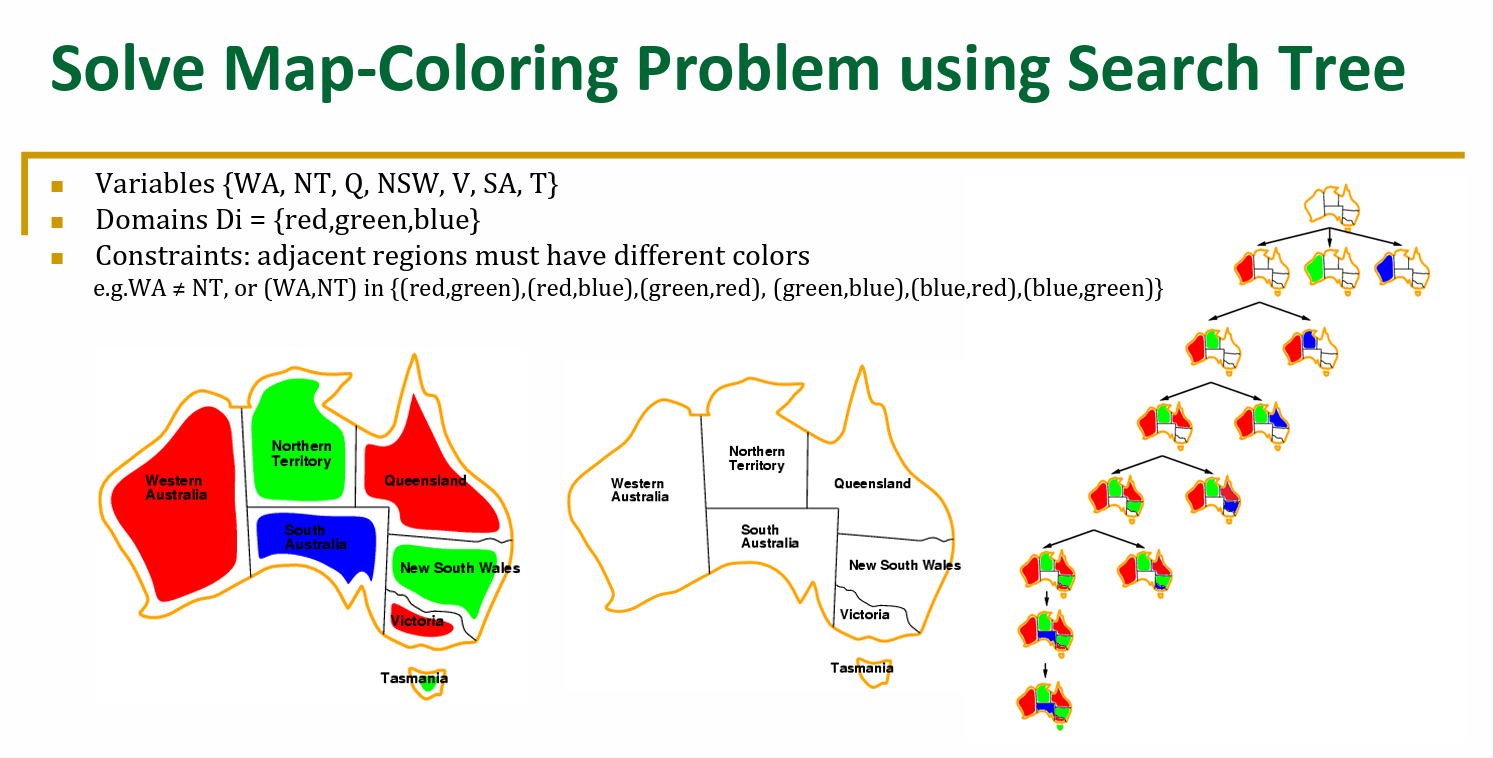 Solve Map-Coloring Problem using Search Tree
Variables {WA, NT, Q, NSW, V, SA, T}
Domains Di = {red,green,blue}
Constraints: adjacent regions must have different colors
e.g.WA ≠ NT, or (WA,NT) in {(red,green),(red,blue),(green,red), (green,blue),(blue,red),(blue,green)}
Northern
Territory
Western
Australia
Queensland
South
Australia
New South Wales
Victoria
Tasmania
Northern
Territory
Western
Australia
Queensland
South
Australia
New South Wales
Victoria
Tasmania